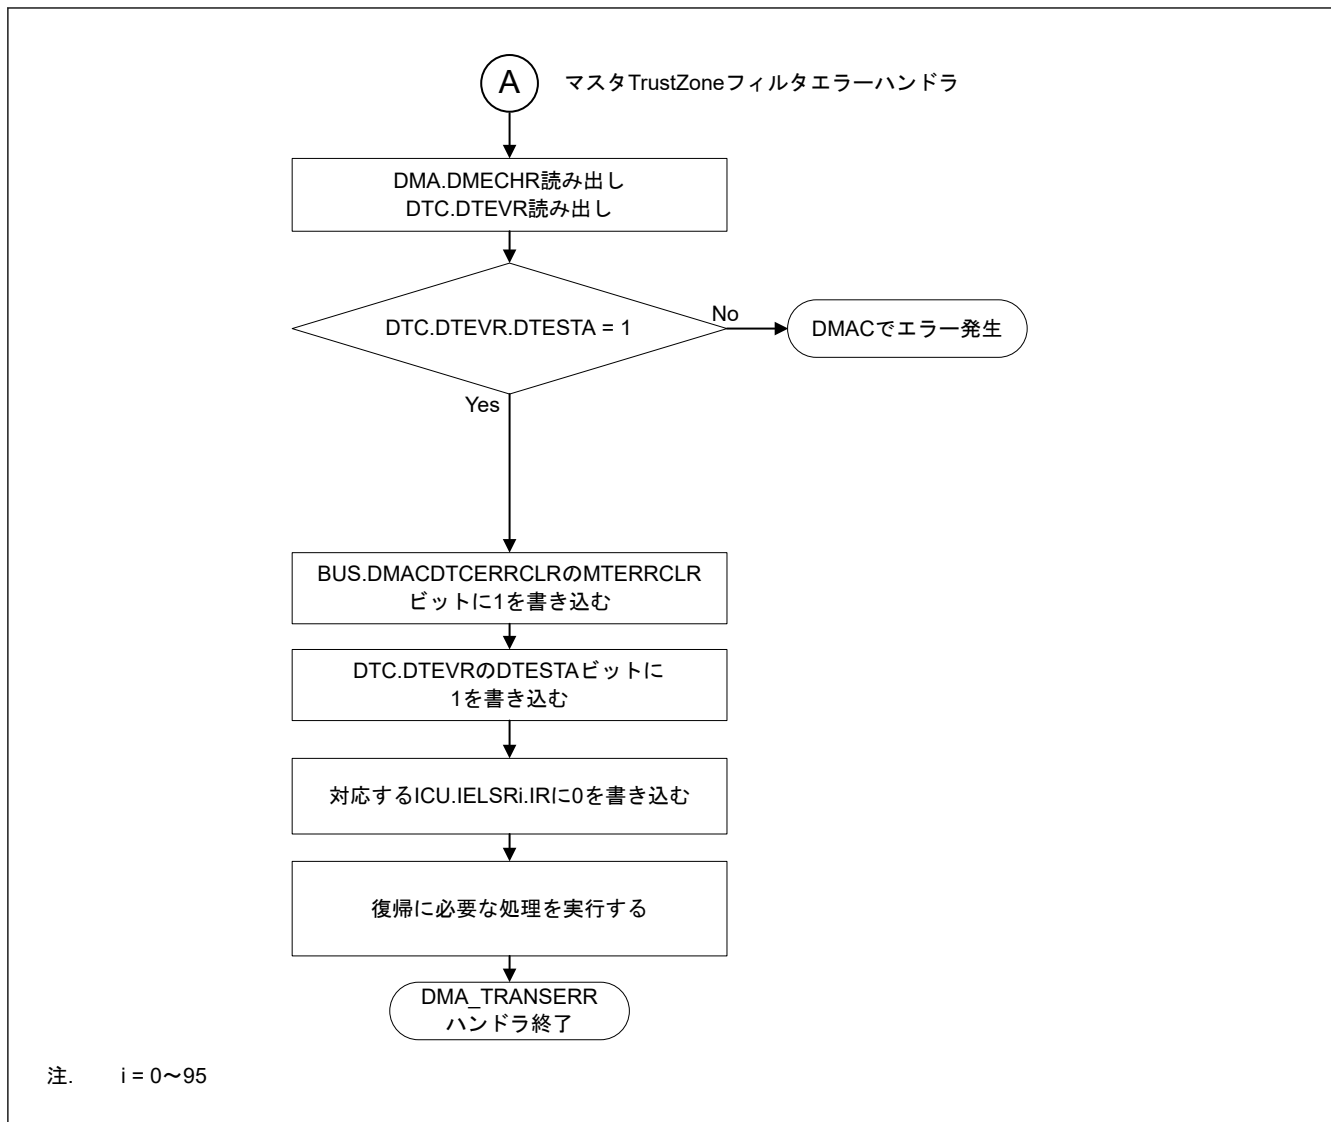 A
マスタTrustZoneフィルタエラーハンドラ
DMA.DMECHR読み出し
DTC.DTEVR読み出し
DTC.DTEVR.DTESTA = 1
No
DMACでエラー発生
Yes
BUS.DMACDTCERRCLRのMTERRCLR
ビットに1を書き込む
DTC.DTEVRのDTESTAビットに
1を書き込む
対応するICU.IELSRi.IRに0を書き込む
復帰に必要な処理を実行する
DMA_TRANSERR
ハンドラ終了
注. i = 0～95